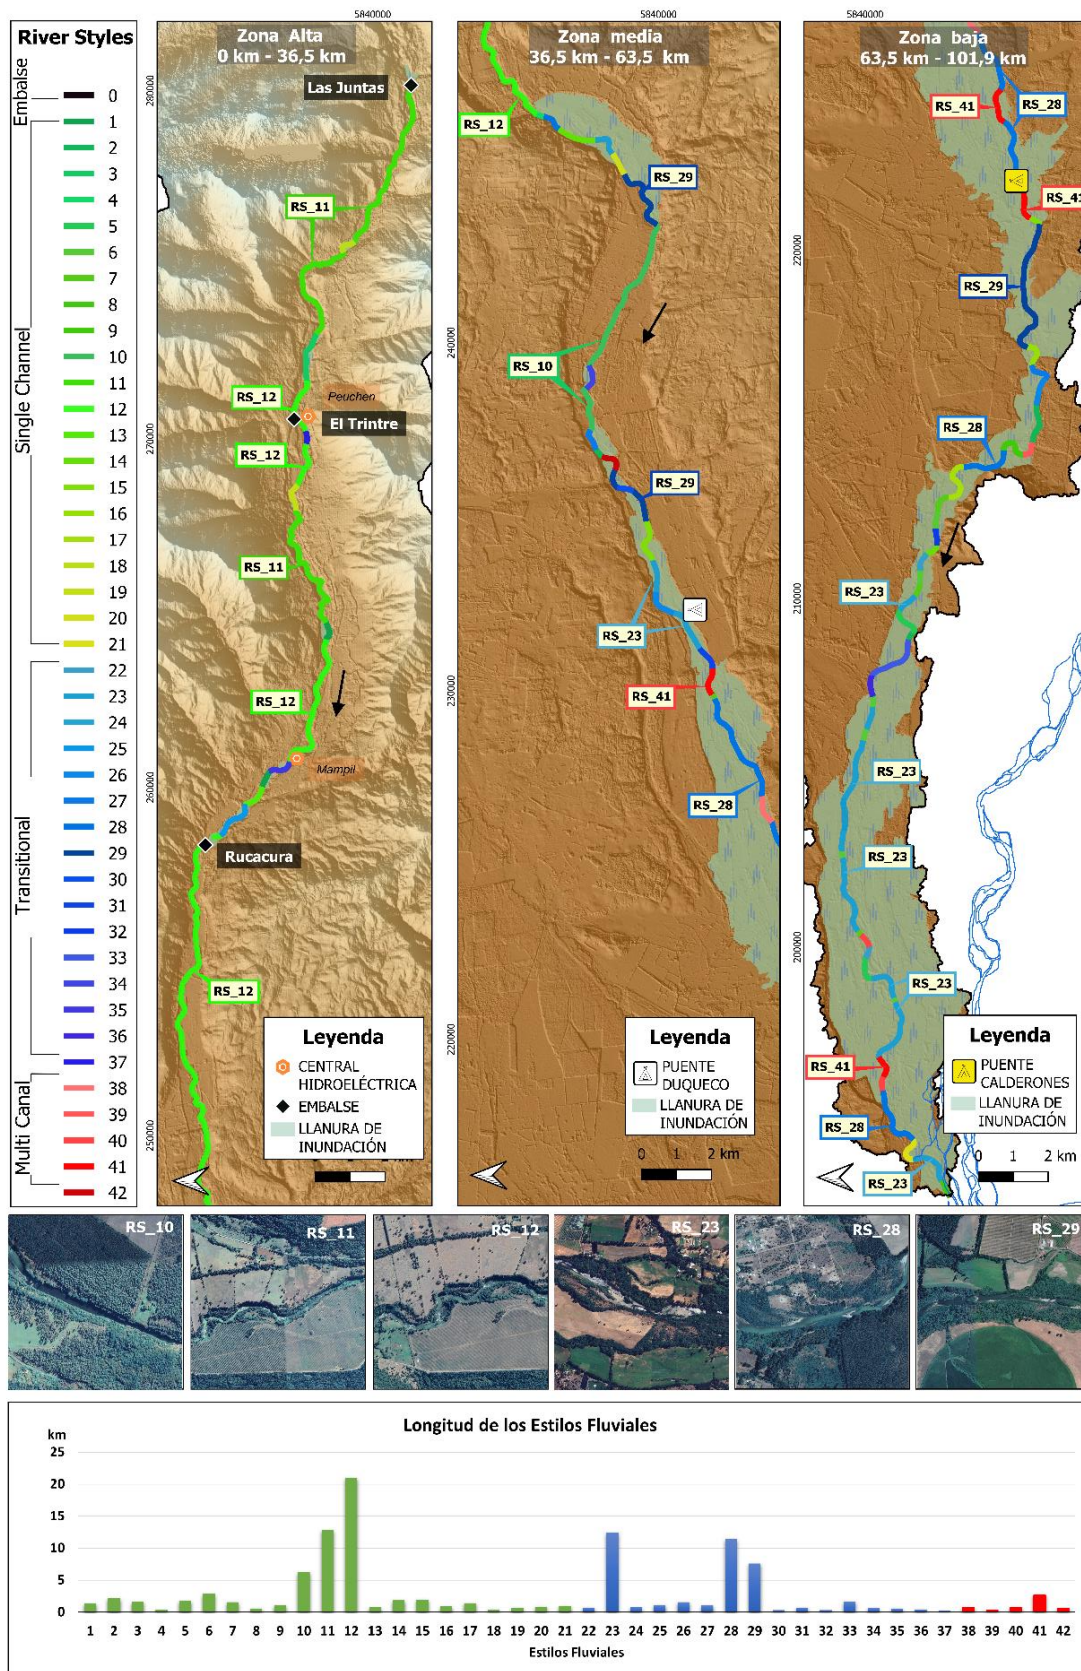 River Styles
Embalse
Single Channel
Transitional
Multi Canal
0
1
2
3
4
5
6
7
8
9
10
11
12
13
14
15
16
17
18
19
20
21
22
23
24
25
26
27
28
29
30
31
32
33
34
35
36
37
38
39
40
41
42
5840000
Zona Alta
0 km - 36,5 km
280000
Las Juntas
RS_11
RS_12
Peuchen
El Trintre
270000
RS_12
RS_11
RS_12
Mampil
260000
Rucacura
RS_12
250000
Leyenda
CENTRAL
HIDROELÉCTRICA
EMBALSE
LLANURA DE
INUNDACIÓN
5840000
Zona media
36,5 km - 63,5 km
RS_12
RS_29
240000
RS_10
RS_29
RS_23
230000
RS_41
RS_28
220000
Leyenda
PUENTE
DUQUECO
LLANURA DE
INUNDACIÓN
0 1 2 km
5840000
Zona baja
63,5 km - 101,9 km
RS_28
RS_41
RS_41
220000
RS_29
RS_28
210000
RS_23
RS_23
RS_23
200000
RS_23
RS_41
RS_28
RS_23
Leyenda
PUENTE
CALDERONES
LLANURA DE
INUNDACIÓN
0 1 2 km
RS_10
RS_11
RS_12
RS_23
RS_28
RS_29
Longitud de los Estilos Fluviales
km
25
20
15
10
5
0
1 2 3 4 5 6 7 8 9 10 11 12 13 14 15 16 17 18 19 20 21 22 23 24 25 26 27 28 29 30 31 32 33 34 35 36 37 38 39 40 41 42
Estilos Fluviales